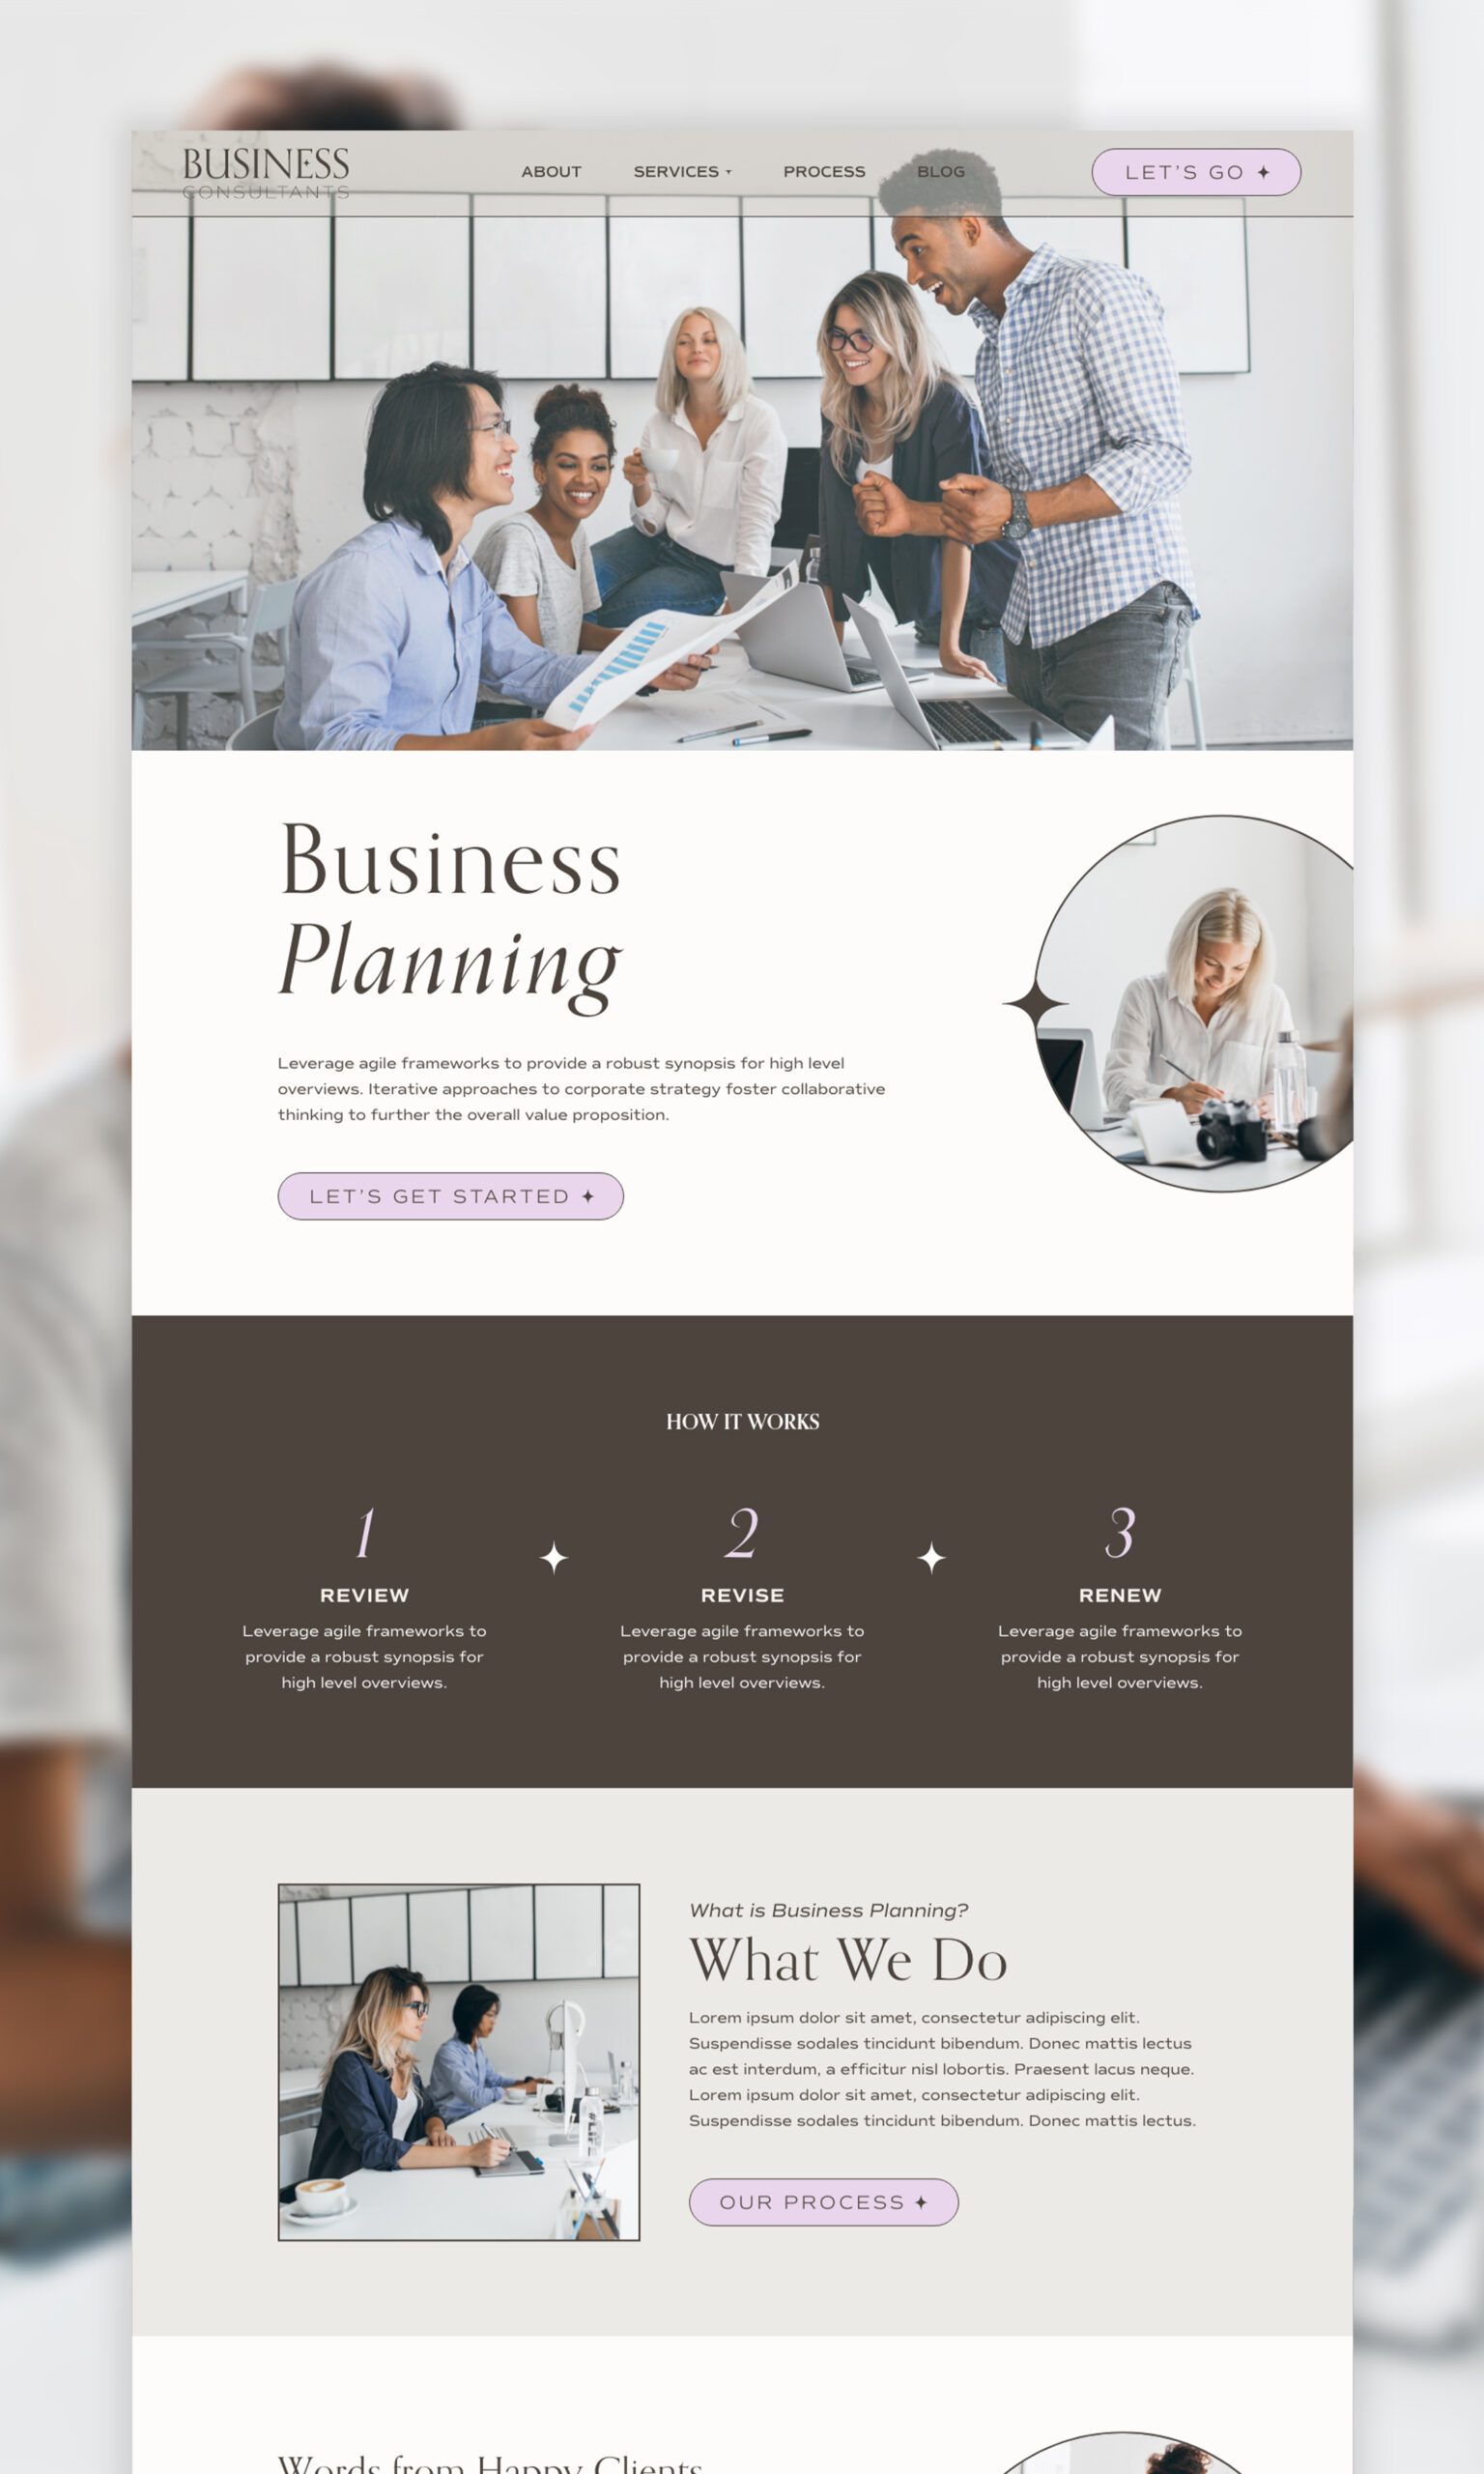 BUSINESS
CONSULTANTS
ABOUT SERVICES PROCESS BLOG LET'S GO
Business
Planning
Leverage agile frameworks to provide a robust synopsis for high level
overviews. Iterative approaches to corporate strategy foster collaborative
thinking to further the overall value proposition.
LET'S GET STARTED
HOW IT WORKS
1
REVIEW
Leverage agile frameworks to
provide a robust synopsis for
high level overviews.
2
REVISE
Leverage agile frameworks to
provide a robust synopsis for
high level overviews.
3
RENEW
Leverage agile frameworks to
provide a robust synopsis for
high level overviews.
What is Business Planning?
What We Do
Lorem ipsum dolor sit amet, consectetur adipiscing elit.
Suspendisse sodales tincidunt bibendum. Donec mattis lectus
ac est interdum, a efficitur nisl lobortis. Praesent lacus neque.
Lorem ipsum dolor sit amet, consectetur adipiscing elit.
Suspendisse sodales tincidunt bibendum. Donec mattis lectus.
OUR PROCESS
Words from Happy Clients